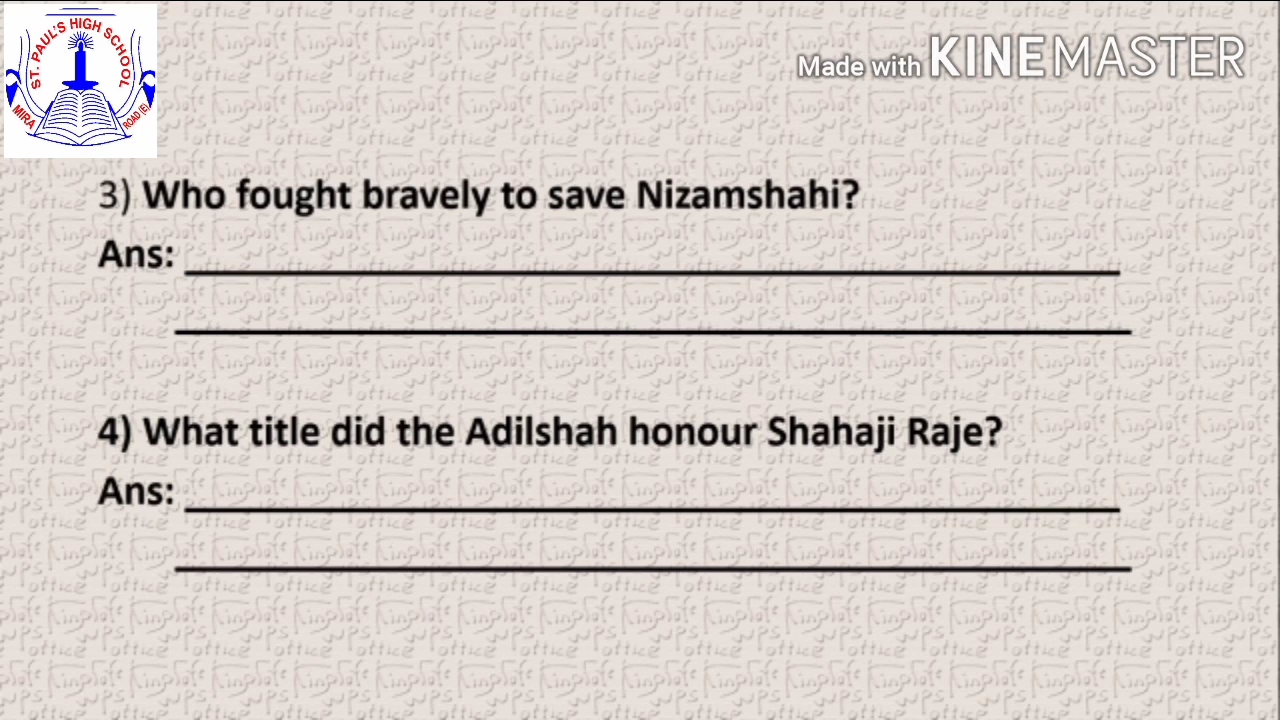 ST. PAUL'S HIGH SCHOOL
MIRA ROAD (E)
Made with KINEMASTER
3) Who fought bravely to save Nizamshahi?
Ans:
4) What title did the Adilshah honour Shahaji Raje?
Ans: